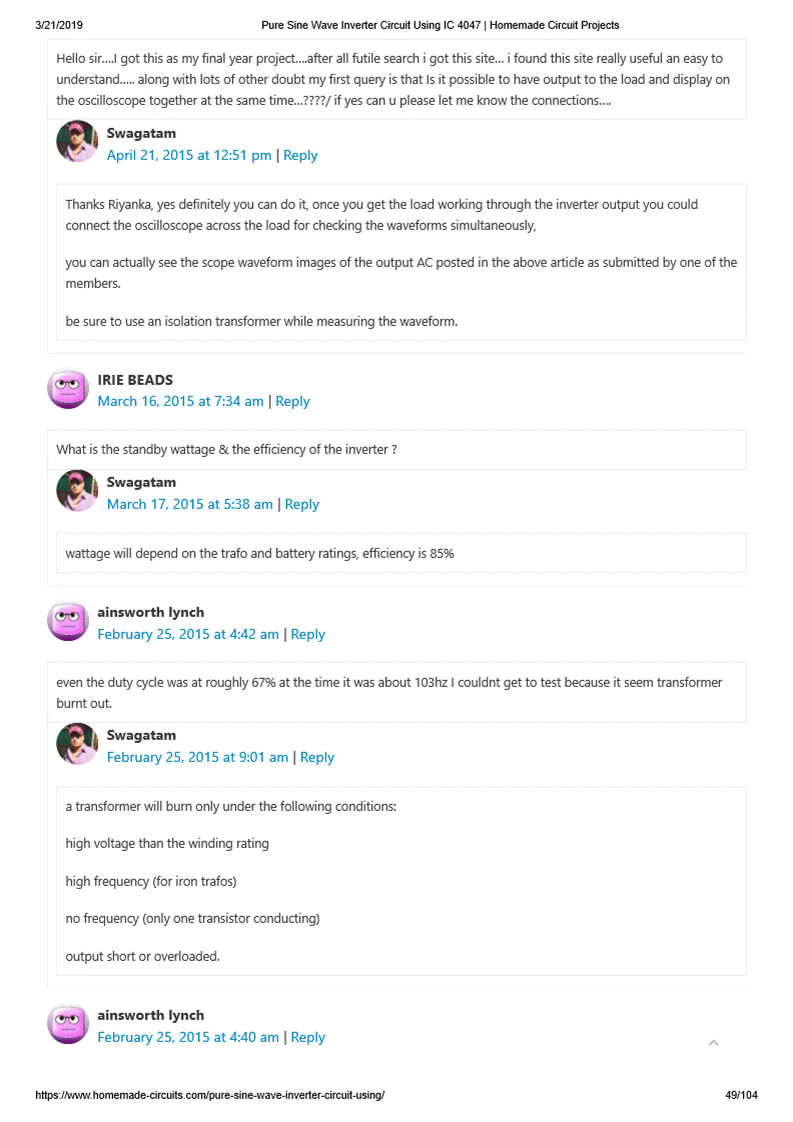 3/21/2019 Pure Sine Wave Inverter Circuit Using IC 4047 | Homemade Circuit Projects
Hello sir....I got this as my final year project....after all futile search i got this site... i found this site really useful an easy to
understand..... along with lots of other doubt my first query is that Is it possible to have output to the load and display on
the oscilloscope together at the same time...????/ if yes can u please let me know the connections....
Swagatam
April 21, 2015 at 12:51 pm | Reply
Thanks Riyanka, yes definitely you can do it, once you get the load working through the inverter output you could
connect the oscilloscope across the load for checking the waveforms simultaneously,
you can actually see the scope waveform images of the output AC posted in the above article as submitted by one of the
members.
be sure to use an isolation transformer while measuring the waveform.
IRIE BEADS
March 16, 2015 at 7:34 am | Reply
What is the standby wattage & the efficiency of the inverter ?
Swagatam
March 17, 2015 at 5:38 am | Reply
wattage will depend on the trafo and battery ratings, efficiency is 85%
ainsworth lynch
February 25, 2015 at 4:42 am | Reply
even the duty cycle was at roughly 67% at the time it was about 103hz I couldnt get to test because it seem transformer
burnt out.
Swagatam
February 25, 2015 at 9:01 am | Reply
a transformer will burn only under the following conditions:
high voltage than the winding rating
high frequency (for iron trafos)
no frequency (only one transistor conducting)
output short or overloaded.
ainsworth lynch
February 25, 2015 at 4:40 am | Reply
https://www.homemade-circuits.com/pure-sine-wave-inverter-circuit-using/ 49/104